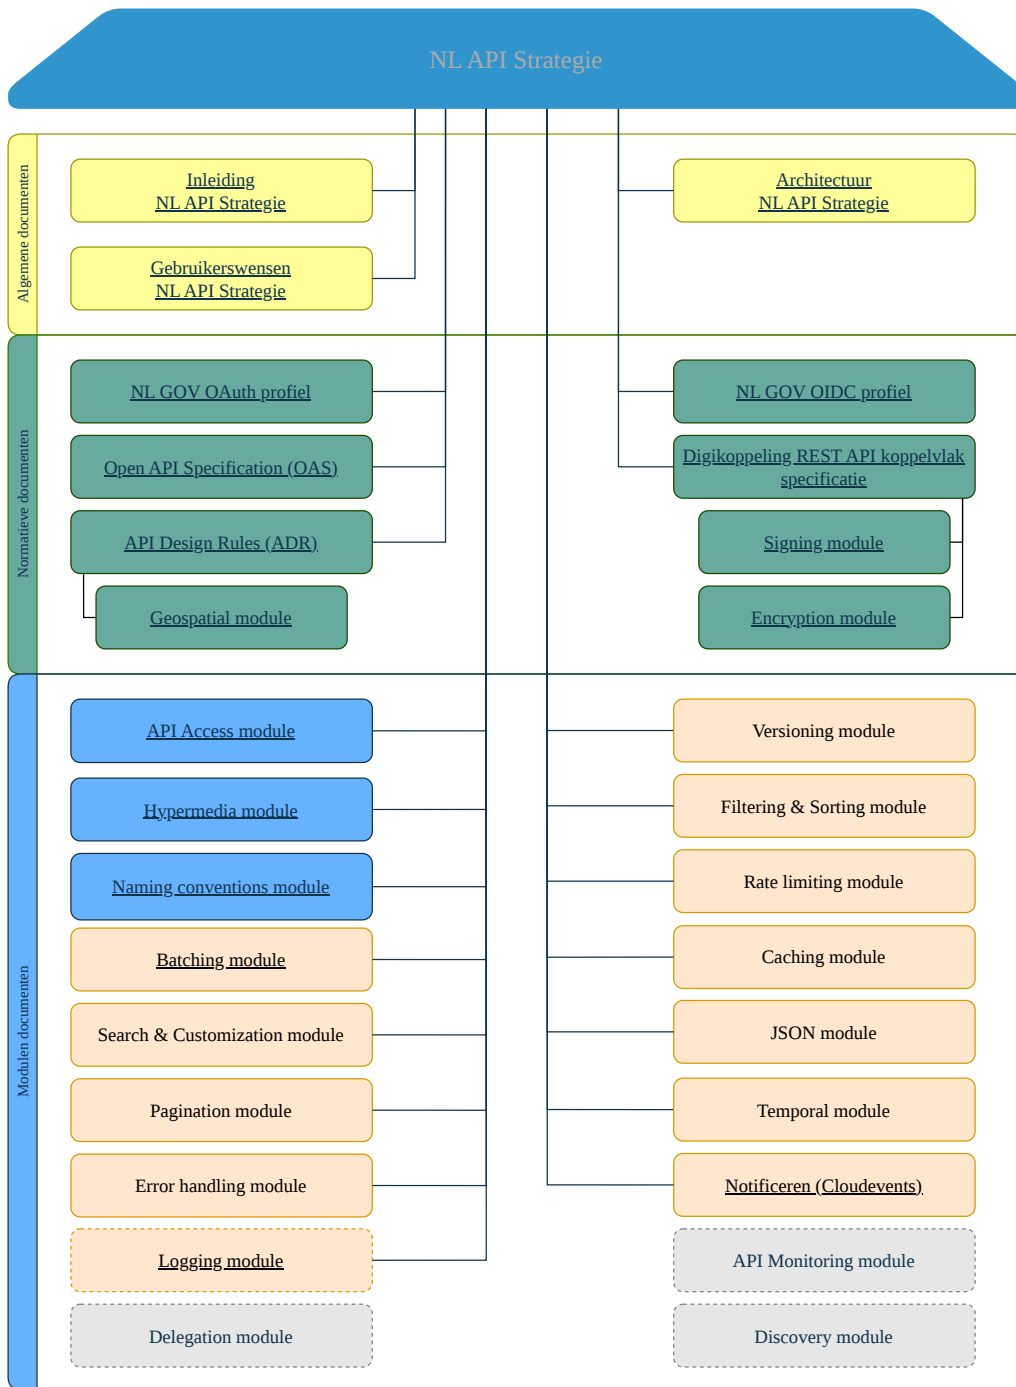 NL API Strategie
Algemene documenten
Inleiding
NL API Strategie
Gebruikerswensen
NL API Strategie
Architectuur
NL API Strategie
Normatieve documenten
NL GOV OAuth profiel
Open API Specification (OAS)
API Design Rules (ADR)
Geospatial module
NL GOV OIDC profiel
Digikoppeling REST API koppelvlak
specificatie
Signing module
Encryption module
Modulen documenten
API Access module
Hypermedia module
Naming conventions module
Batching module
Search & Customization module
Pagination module
Error handling module
Logging module
Delegation module
Versioning module
Filtering & Sorting module
Rate limiting module
Caching module
JSON module
Temporal module
Notificeren (Cloudevents)
API Monitoring module
Discovery module